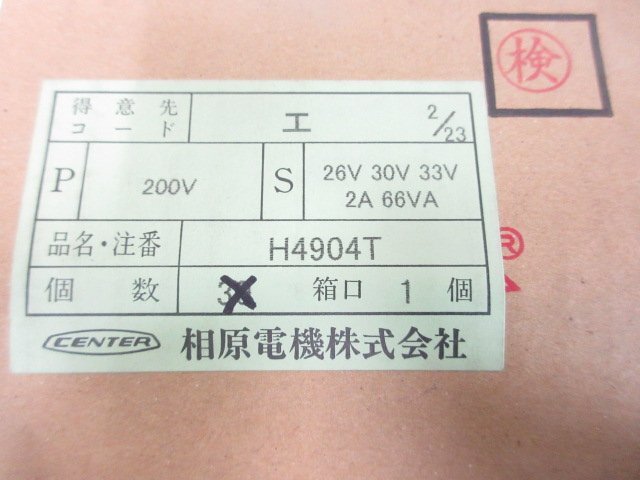 検
得意先
コード エ 2/23
P 200V S 26V 30V 33V
2A 66VA
品名・注番 H4904T
個数 箱口 1 個
CENTER 相原電機株式会社
R